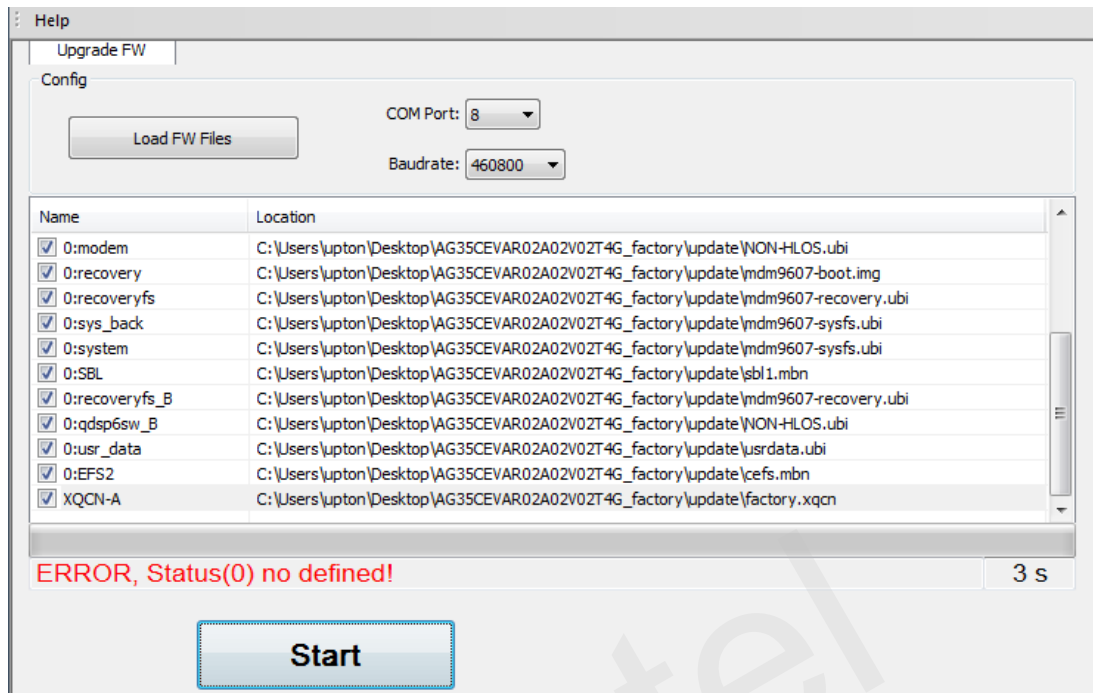 Help
Upgrade FW
Config
Load FW Files
COM Port: 8
Baudrate: 460800
Name Location
0:modem C:\Users\upton\Desktop\AG35CEVAR02A02V02T4G_factory\update\NON-HLOS.ubi
0:recovery C:\Users\upton\Desktop\AG35CEVAR02A02V02T4G_factory\update\mdm9607-boot.img
0:recoveryfs C:\Users\upton\Desktop\AG35CEVAR02A02V02T4G_factory\update\mdm9607-recovery.ubi
0:sys_back C:\Users\upton\Desktop\AG35CEVAR02A02V02T4G_factory\update\mdm9607-sysfs.ubi
0:system C:\Users\upton\Desktop\AG35CEVAR02A02V02T4G_factory\update\mdm9607-sysfs.ubi
0:SBL C:\Users\upton\Desktop\AG35CEVAR02A02V02T4G_factory\update\sbl1.mbn
0:recoveryfs_B C:\Users\upton\Desktop\AG35CEVAR02A02V02T4G_factory\update\mdm9607-recovery.ubi
0:qdsp6sw_B C:\Users\upton\Desktop\AG35CEVAR02A02V02T4G_factory\update\NON-HLOS.ubi
0:usr_data C:\Users\upton\Desktop\AG35CEVAR02A02V02T4G_factory\update\usrdata.ubi
0:EFS2 C:\Users\upton\Desktop\AG35CEVAR02A02V02T4G_factory\update\cefs.mbn
XQCN-A C:\Users\upton\Desktop\AG35CEVAR02A02V02T4G_factory\update\factory.xqcn
ERROR, Status(0) no defined!
3 s
Start